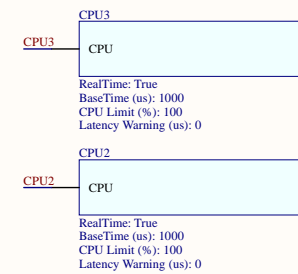 CPU3
CPU3 CPU
RealTime: True
BaseTime (us): 1000
CPU Limit (%): 100
Latency Warning (us): 0
CPU2
CPU2 CPU
RealTime: True
BaseTime (us): 1000
CPU Limit (%): 100
Latency Warning (us): 0